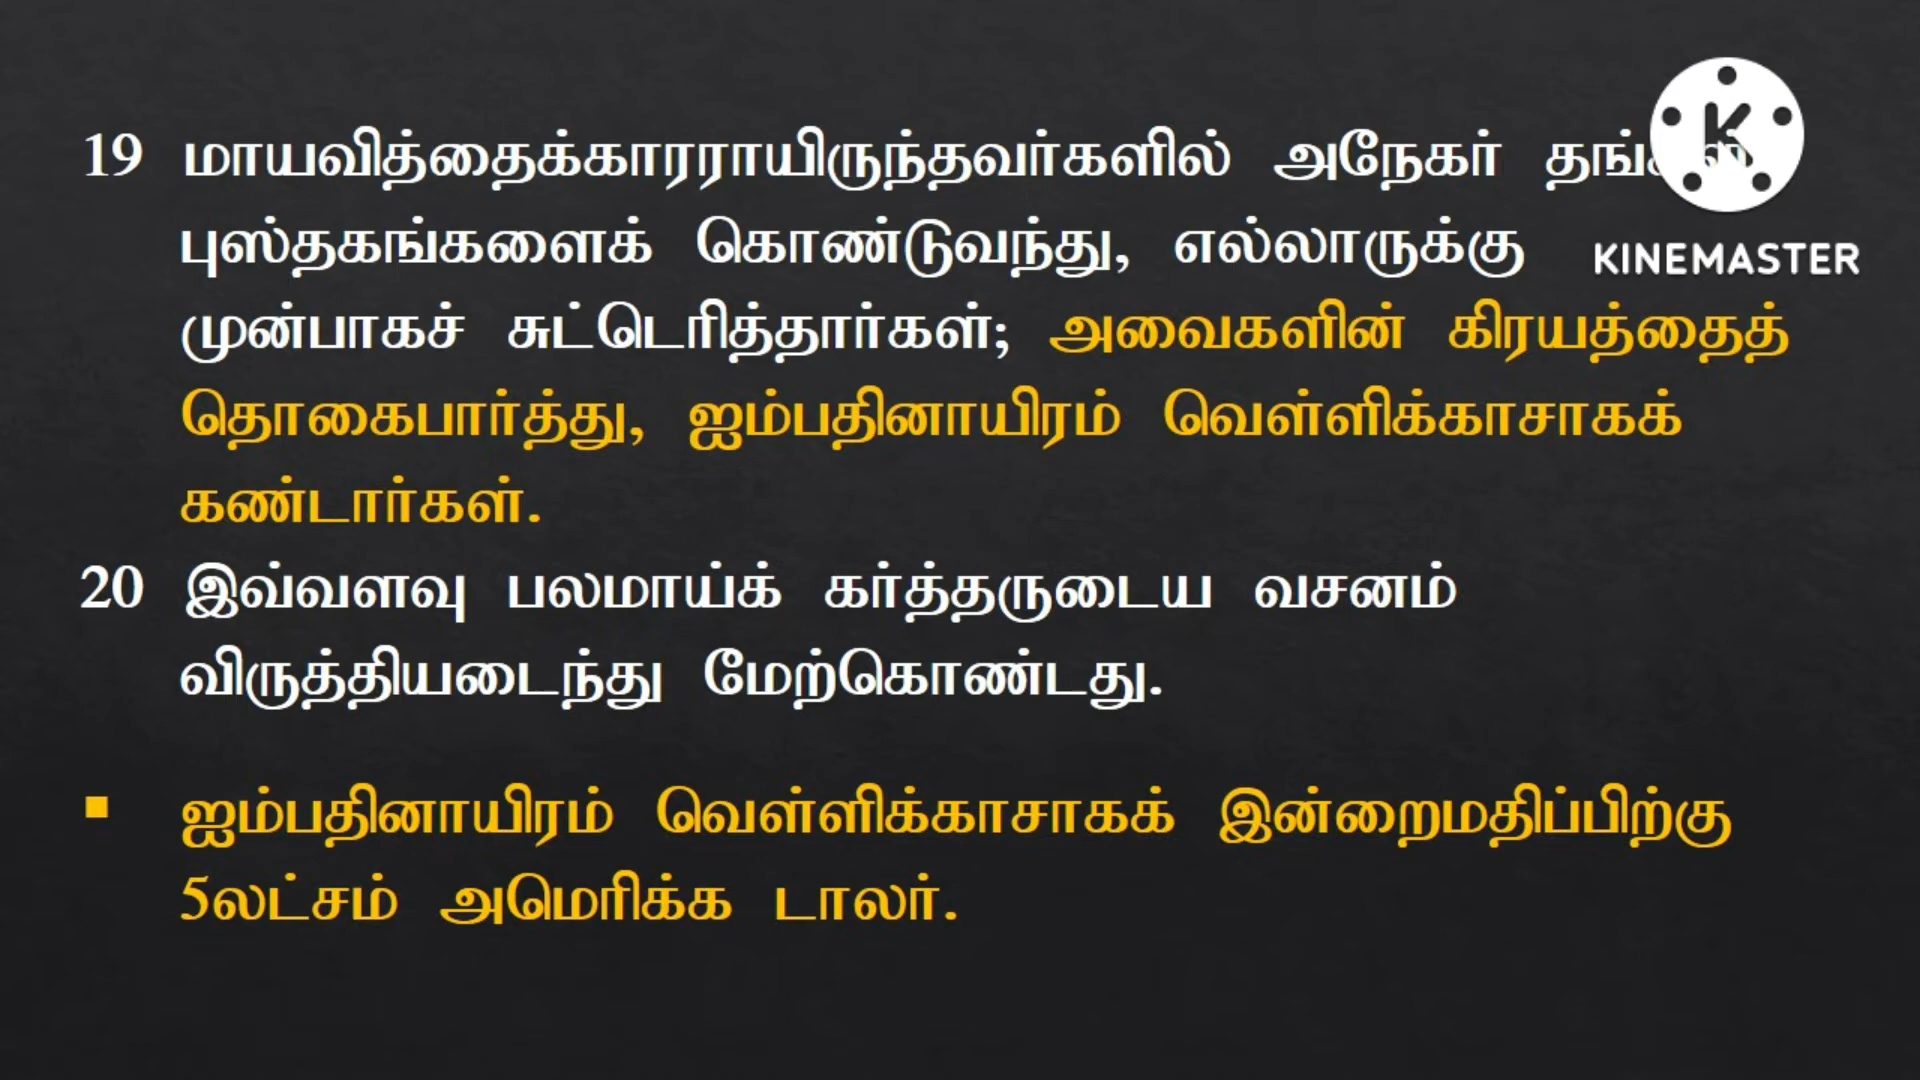 19 மாயவித்தைக்காரராயிருந்தவர்களில் அநேகர்
புஸ்தகங்களைக் கொண்டுவந்து, எல்லாருக்கு
முன்பாகச் சுட்டெரித்தார்கள்; அவைகளின் கிரயத்தைத்
தொகைபார்த்து, ஐம்பதினாயிரம் வெள்ளிக்காசாகக்
கண்டார்கள்.
20 இவ்வளவு பலமாய்க் கர்த்தருடைய வசனம்
விருத்தியடைந்து மேற்கொண்டது.
▪ ஐம்பதினாயிரம் வெள்ளிக்காசாகக் இன்றைமதிப்பிற்கு
5லட்சம் அமெரிக்க டாலர்.
K
KINEMASTER